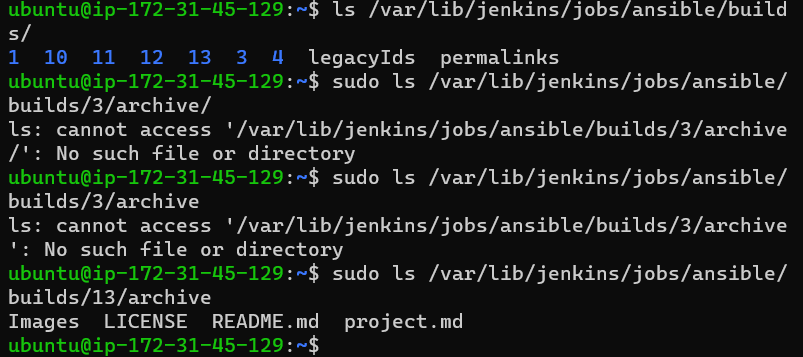 ubuntu@ip-172-31-45-129:~$ ls /var/lib/jenkins/jobs/ansible/build
s/
1  10  11  12  13  3  4  legacyIds  permalinks
ubuntu@ip-172-31-45-129:~$ sudo ls /var/lib/jenkins/jobs/ansible/
builds/3/archive/
ls: cannot access '/var/lib/jenkins/jobs/ansible/builds/3/archive
/': No such file or directory
ubuntu@ip-172-31-45-129:~$ sudo ls /var/lib/jenkins/jobs/ansible/
builds/3/archive
ls: cannot access '/var/lib/jenkins/jobs/ansible/builds/3/archive
': No such file or directory
ubuntu@ip-172-31-45-129:~$ sudo ls /var/lib/jenkins/jobs/ansible/
builds/13/archive
Images  LICENSE  README.md  project.md
ubuntu@ip-172-31-45-129:~$